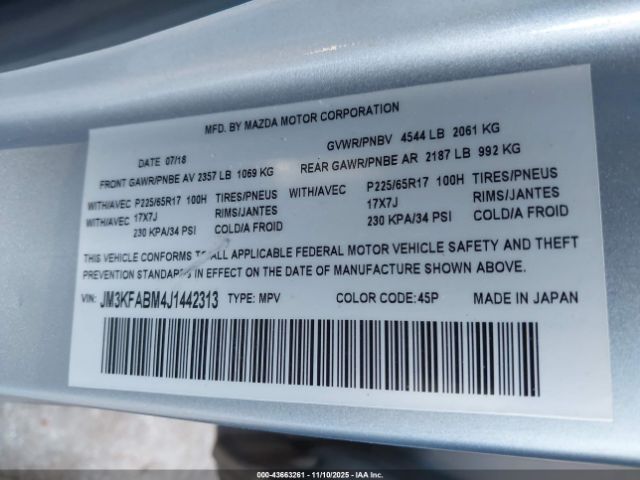 MFD. BY MAZDA MOTOR CORPORATION
DATE 07/18 GVWR/PNBV 4544 LB 2061 KG
FRONT GAWR/PNBE AV 2357 LB 1069 KG REAR GAWR/PNBE AR 2187 LB 992 KG
WITH/AVEC P225/65R17 100H TIRES/PNEUS WITH/AVEC P225/65R17 100H TIRES/PNEUS
WITH/AVEC 17X7J RIMS/JANTES 17X7J RIMS/JANTES
230 KPA/34 PSI COLD/A FROID 230 KPA/34 PSI COLD/A FROID
THIS VEHICLE CONFORMS TO ALL APPLICABLE FEDERAL MOTOR VEHICLE SAFETY AND THEFT
PREVENTION STANDARDS IN EFFECT ON THE DATE OF MANUFACTURE SHOWN ABOVE.
VIN: JM3KFABM4J1442313 TYPE: MPV COLOR CODE: 45P MADE IN JAPAN
000-43663261 - 11/10/2025 - IAA Inc.